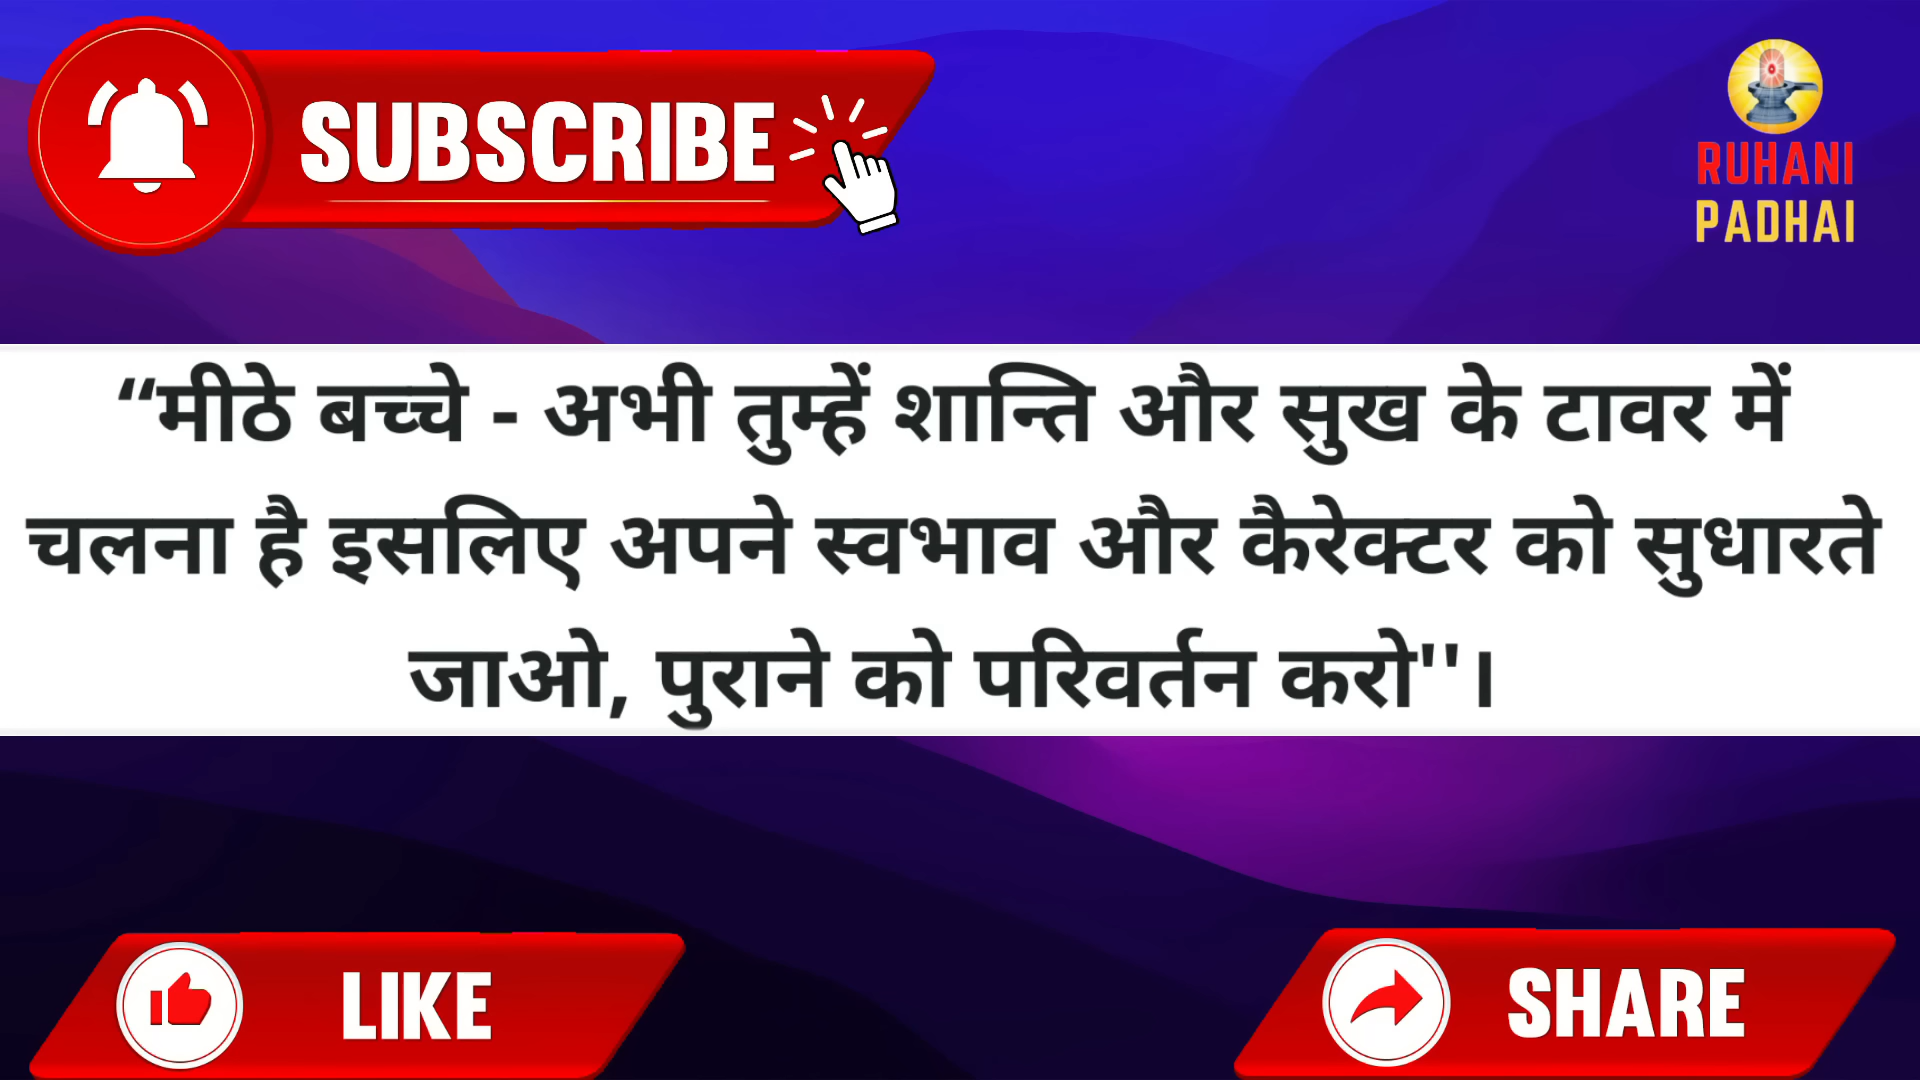 SUBSCRIBE
RUHANI
PADHAI
“मीठे बच्चे - अभी तुम्हें शान्ति और सुख के टावर में
चलना है इसलिए अपने स्वभाव और कैरेक्टर को सुधारते
जाओ, पुराने को परिवर्तन करो''।
LIKE
SHARE